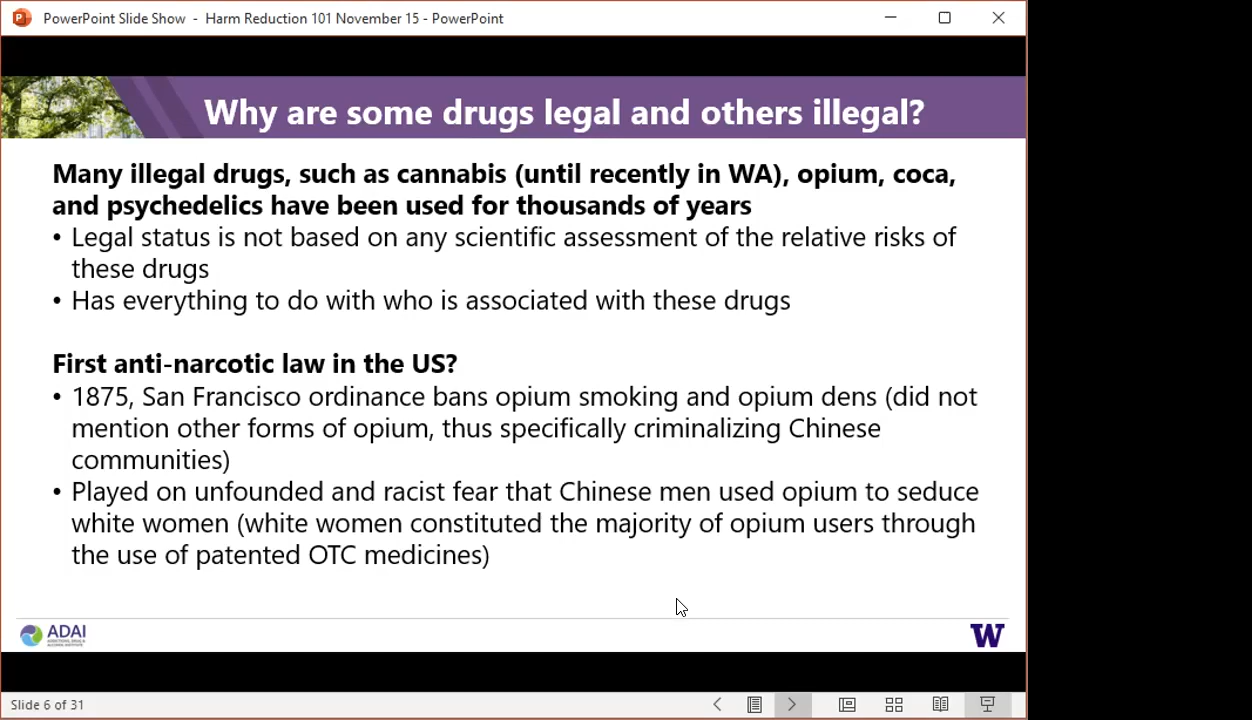 PowerPoint Slide Show - Harm Reduction 101 November 15 - PowerPoint
Why are some drugs legal and others illegal?
Many illegal drugs, such as cannabis (until recently in WA), opium, coca,
and psychedelics have been used for thousands of years
• Legal status is not based on any scientific assessment of the relative risks of
these drugs
• Has everything to do with who is associated with these drugs
First anti-narcotic law in the US?
• 1875, San Francisco ordinance bans opium smoking and opium dens (did not
mention other forms of opium, thus specifically criminalizing Chinese
communities)
• Played on unfounded and racist fear that Chinese men used opium to seduce
white women (white women constituted the majority of opium users through
the use of patented OTC medicines)
ADAI
W
Slide 6 of 31